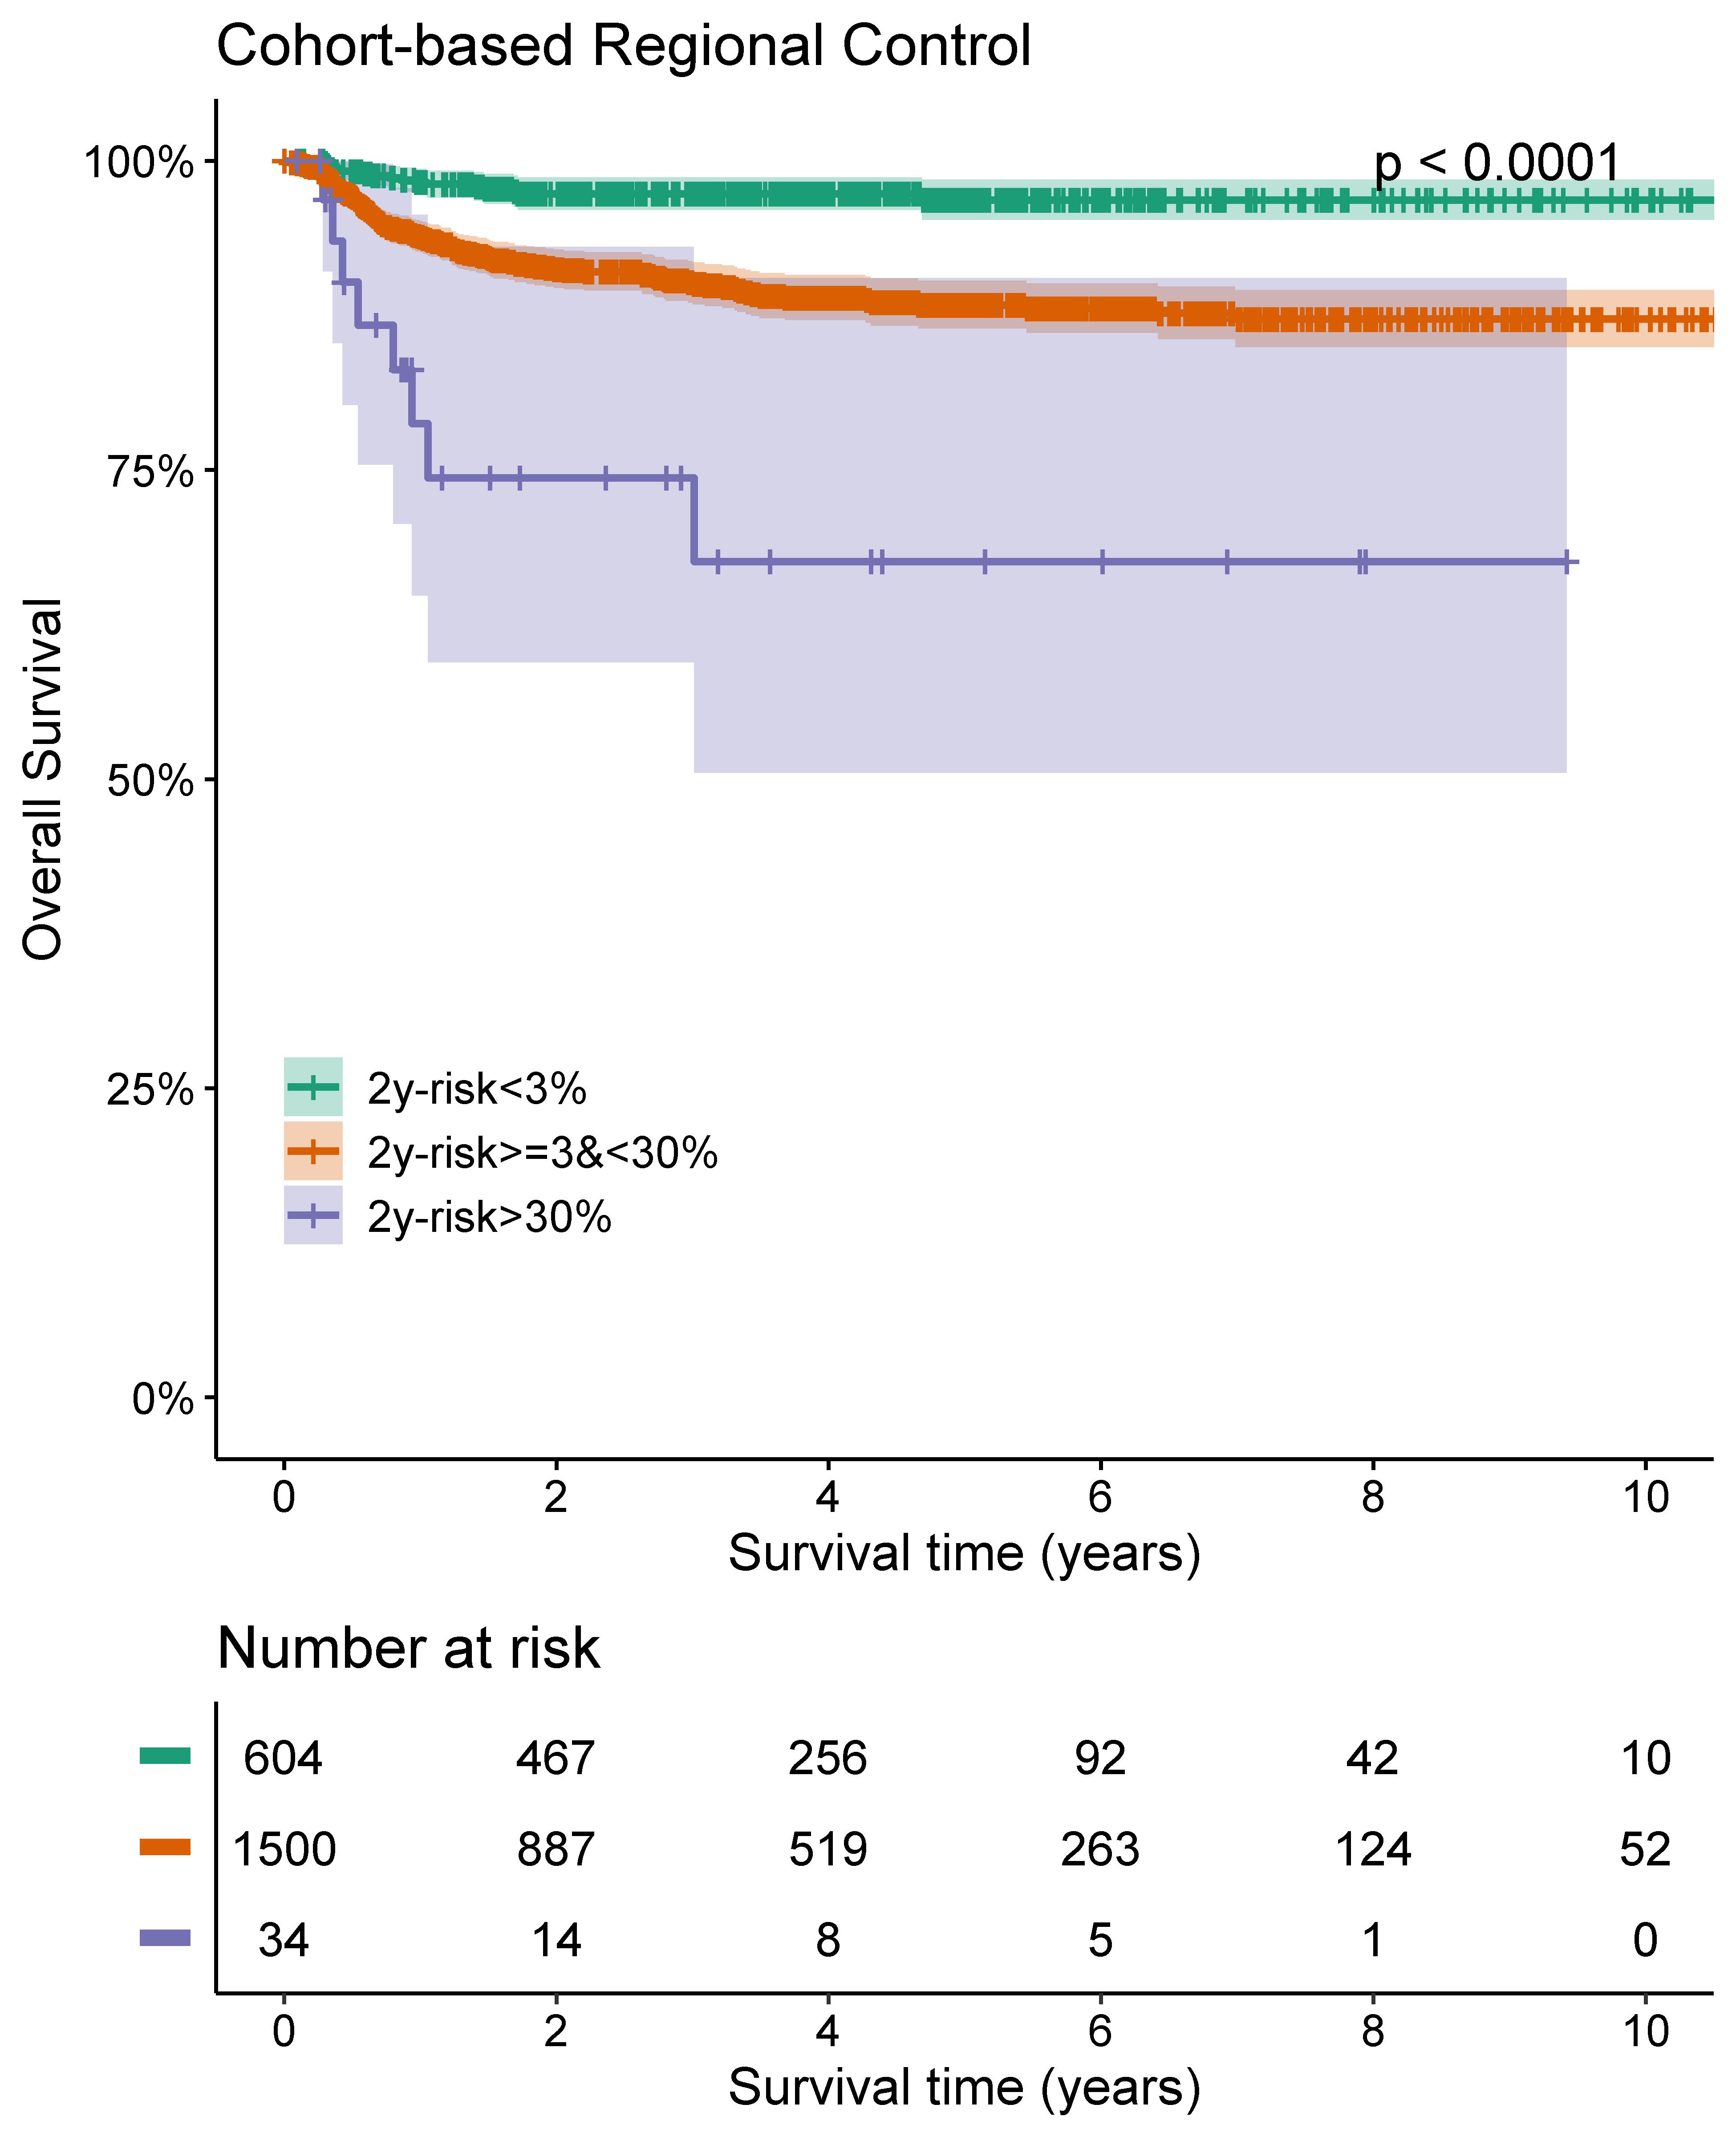 Cohort-based Regional Control
p < 0.0001
100%
75%
50%
25%
0%
Overall Survival
2y-risk<3%
2y-risk>=3&<30%
2y-risk>30%
0 2 4 6 8 10
Survival time (years)
Number at risk
604 467 256 92 42 10
1500 887 519 263 124 52
34 14 8 5 1 0
0 2 4 6 8 10
Survival time (years)